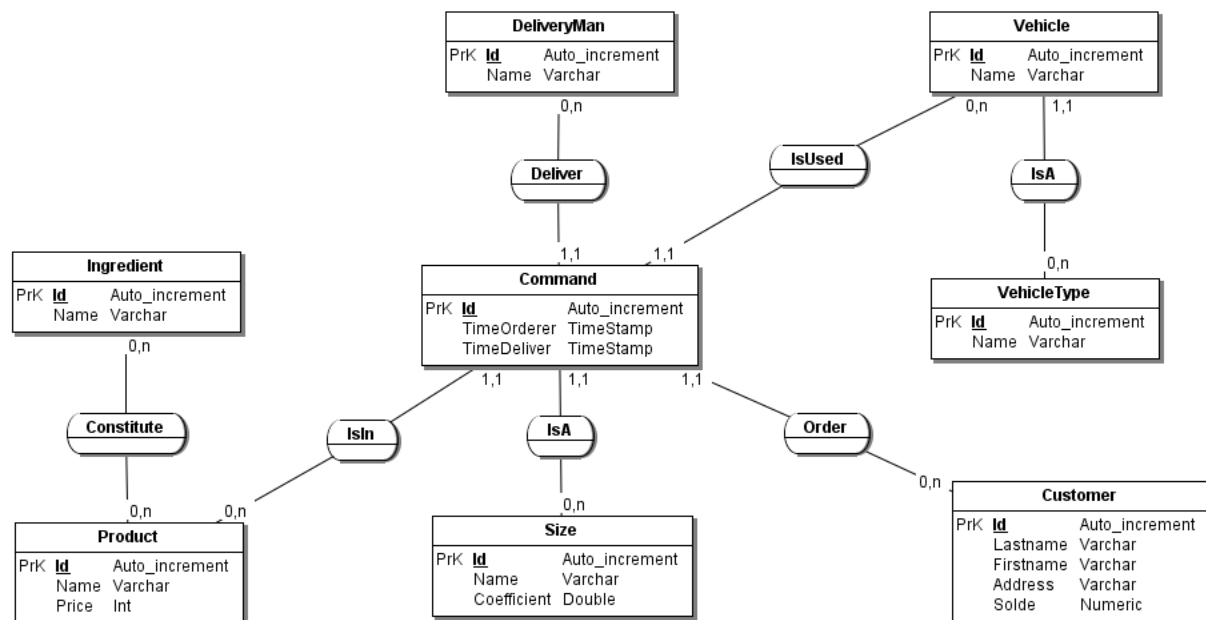 DeliveryMan
PrK Id Auto_increment
Name Varchar
0,n
Deliver
1,1
Vehicle
PrK Id Auto_increment
Name Varchar
0,n
1,1
IsUsed
1,1
IsA
0,n
VehicleType
PrK Id Auto_increment
Name Varchar
Ingredient
PrK Id Auto_increment
Name Varchar
0,n
Constitute
0,n
Command
PrK Id Auto_increment
TimeOrderer TimeStamp
TimeDeliver TimeStamp
1,1
1,1
1,1
IsIn
0,n
IsA
0,n
Order
0,n
Product
PrK Id Auto_increment
Name Varchar
Price Int
Size
PrK Id Auto_increment
Name Varchar
Coefficient Double
Customer
PrK Id Auto_increment
Lastname Varchar
Firstname Varchar
Address Varchar
Solde Numeric